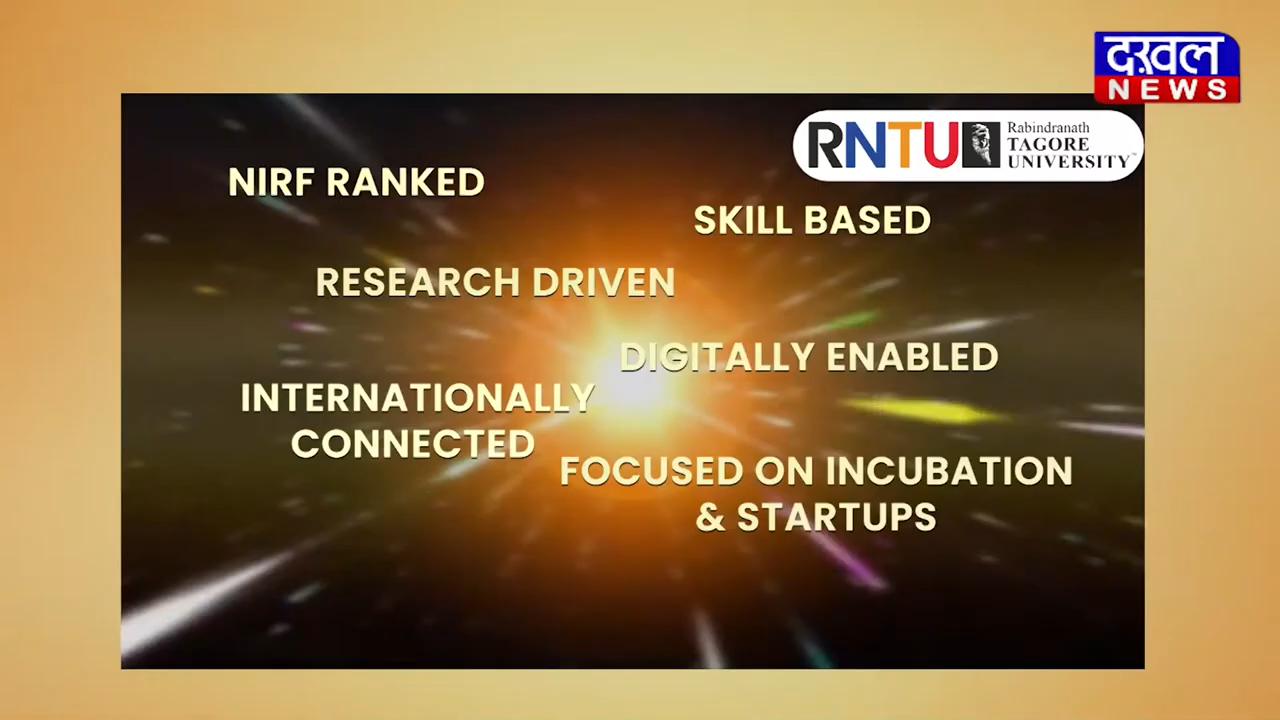 दख़ल
NEWS
RNTU
Rabindranath
TAGORE
UNIVERSITY™
NIRF RANKED
SKILL BASED
RESEARCH DRIVEN
DIGITALLY ENABLED
INTERNATIONALLY
CONNECTED
FOCUSED ON INCUBATION
& STARTUPS